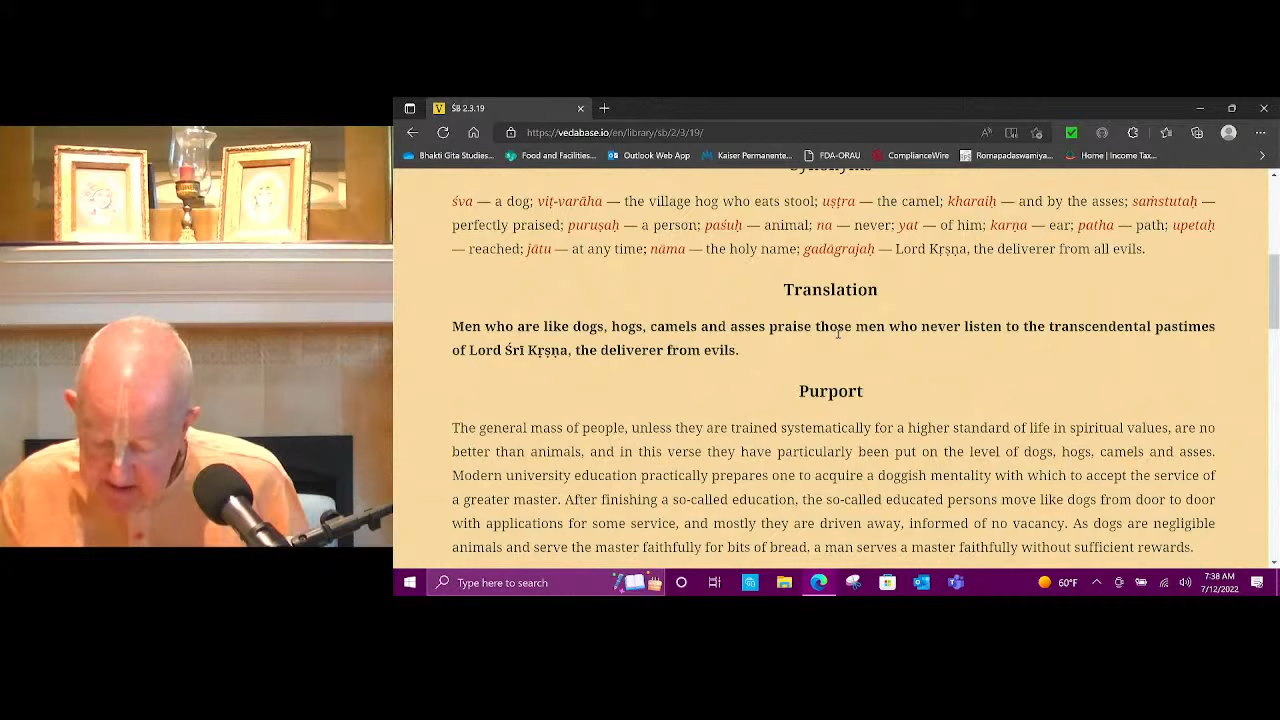 ŚB 2.3.19
https://vedabase.io/en/library/sb/2/3/19/
Bhakti Gita Studies... Food and Facilities... Outlook Web App Kaiser Permanente... FDA-ORAU ComplianceWire Romapadaswamiya... Home | Income Tax...
Synonyms
śva — a dog; viṭ-varāha — the village hog who eats stool; uṣṭra — the camel; kharaiḥ — and by the asses; saṁstutaḥ —
perfectly praised; puruṣaḥ — a person; paśuḥ — animal; na — never; yat — of him; karṇa — ear; patha — path; upetaḥ
— reached; jātu — at any time; nāma — the holy name; gadāgrajaḥ — Lord Kṛṣṇa, the deliverer from all evils.
Translation
Men who are like dogs, hogs, camels and asses praise those men who never listen to the transcendental pastimes
of Lord Śrī Kṛṣṇa, the deliverer from evils.
Purport
The general mass of people, unless they are trained systematically for a higher standard of life in spiritual values, are no
better than animals, and in this verse they have particularly been put on the level of dogs, hogs, camels and asses.
Modern university education practically prepares one to acquire a doggish mentality with which to accept the service of
a greater master. After finishing a so-called education, the so-called educated persons move like dogs from door to door
with applications for some service, and mostly they are driven away, informed of no vacancy. As dogs are negligible
animals and serve the master faithfully for bits of bread, a man serves a master faithfully without sufficient rewards.
Type here to search
60°F
7:38 AM
7/12/2022